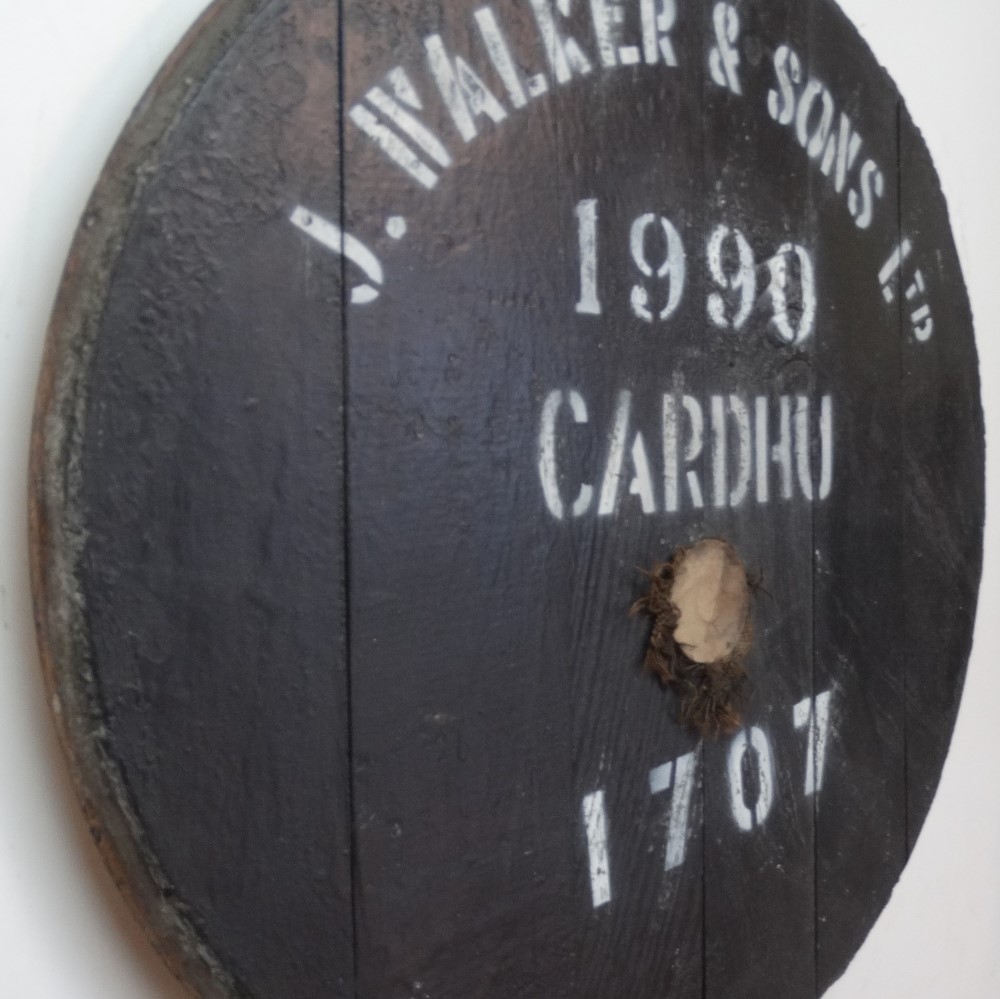 J. WALKER & SONS LTD
1990
CARDHU
1707